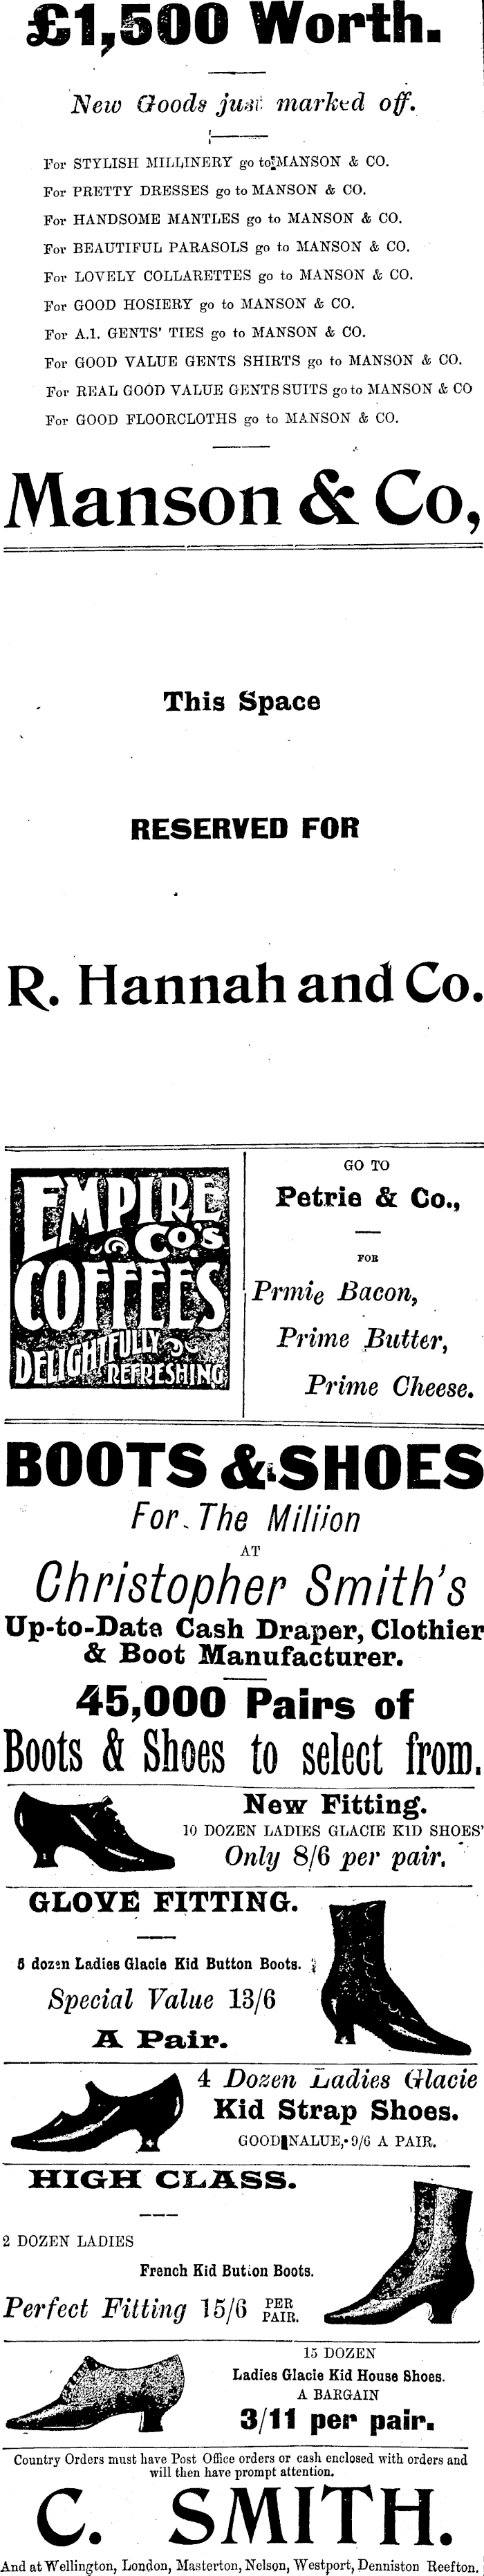 £1,500 Worth.
New Goods just marked off.
For STYLISH MILLINERY go to MANSON & CO.
For PRETTY DRESSES go to MANSON & CO.
For HANDSOME MANTLES go to MANSON & CO.
For BEAUTIFUL PARASOLS go to MANSON & CO.
For LOVELY COLLARETTES go to MANSON & CO.
For GOOD HOSIERY go to MANSON & CO.
For A.1. GENTS' TIES go to MANSON & CO.
For GOOD VALUE GENTS SHIRTS go to MANSON & CO.
For REAL GOOD VALUE GENTS SUITS go to MANSON & CO
For GOOD FLOORCLOTHS go to MANSON & CO.
Manson & Co,
This Space
RESERVED FOR
R. Hannah and Co.
EMPIRE
CO'S
COFFEES
DELIGHTFULLY
REFRESHING
GO TO
Petrie & Co.,
FOR
Prmie Bacon,
Prime Butter,
Prime Cheese.
BOOTS & SHOES
For The Million
AT
Christopher Smith's
Up-to-Date Cash Draper, Clothier
& Boot Manufacturer.
45,000 Pairs of
Boots & Shoes to select from.
New Fitting.
10 DOZEN LADIES GLACIE KID SHOES'
Only 8/6 per pair.
GLOVE FITTING.
5 dozen Ladies Glacie Kid Button Boots.
Special Value 13/6
A Pair.
4 Dozen Ladies Glacie
Kid Strap Shoes.
GOOD NALUE, 9/6 A PAIR.
HIGH CLASS.
2 DOZEN LADIES
French Kid Button Boots.
Perfect Fitting 15/6 PER PAIR.
15 DOZEN
Ladies Glacie Kid House Shoes.
A BARGAIN
3/11 per pair.
Country Orders must have Post Office orders or cash enclosed with orders and
will then have prompt attention.
C. SMITH.
And at Wellington, London, Masterton, Nelson, Westport, Denniston Reefton.